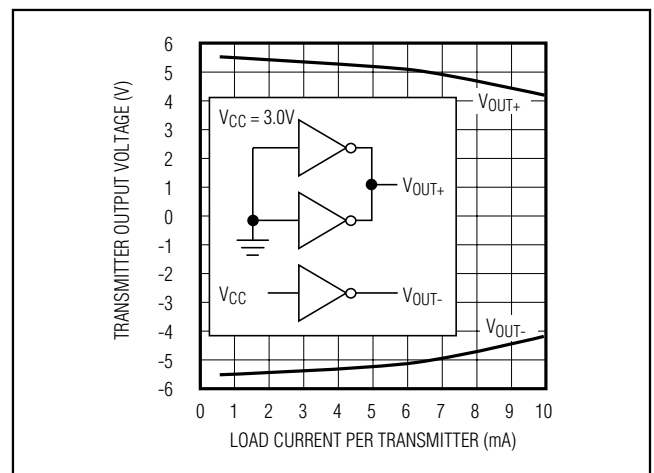 TRANSMITTER OUTPUT VOLTAGE (V)
6
5
4
3
2
1
0
-1
-2
-3
-4
-5
-6
VCC = 3.0V
VOUT+
VOUT+
VCC
VOUT-
VOUT-
0 1 2 3 4 5 6 7 8 9 10
LOAD CURRENT PER TRANSMITTER (mA)